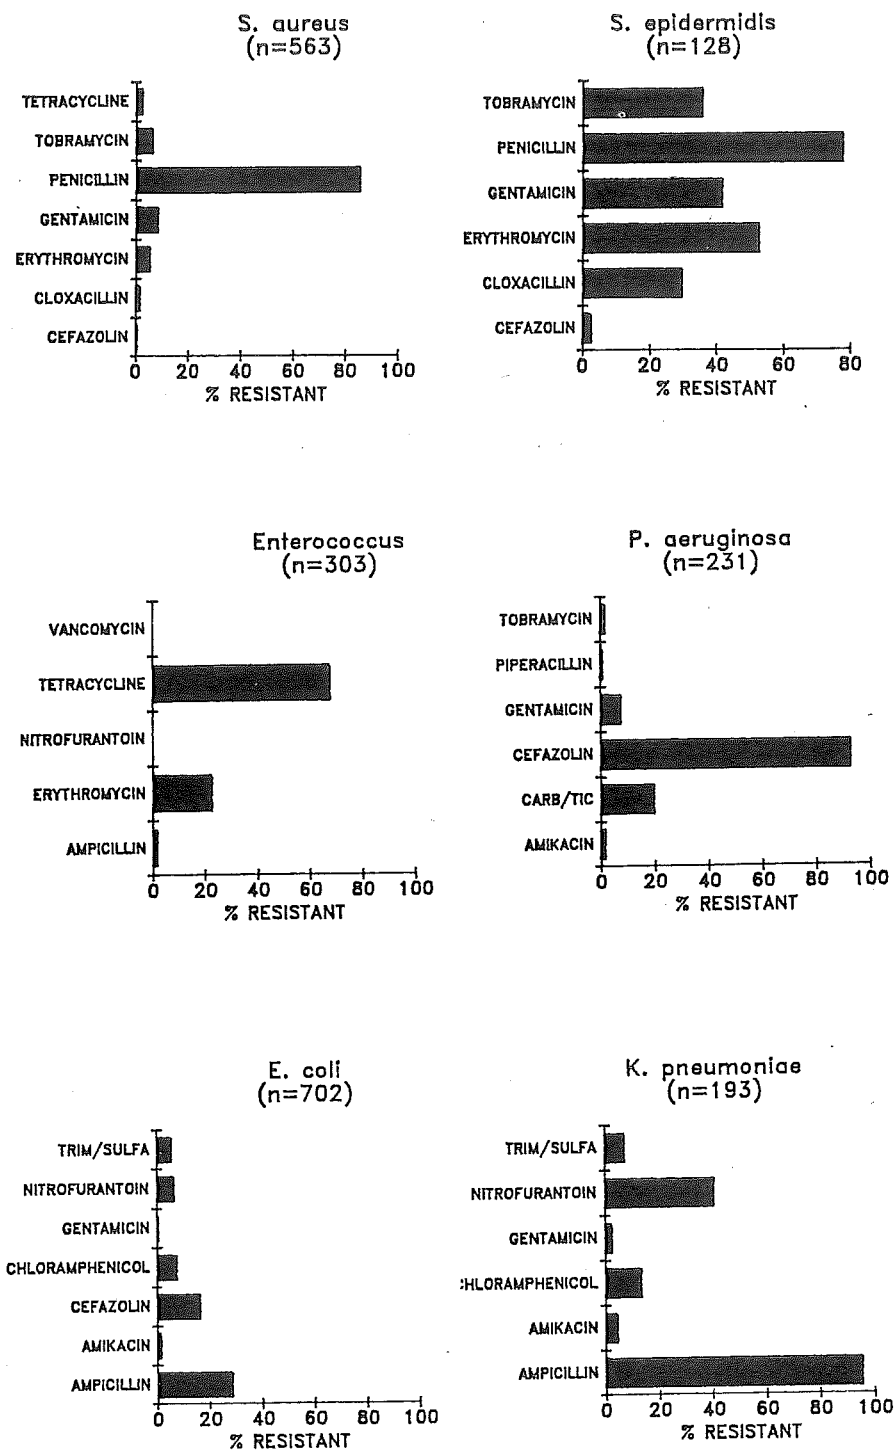 S. aureus
(n=563)
TETRACYCLINE
TOBRAMYCIN
PENICILLIN
GENTAMICIN
ERYTHROMYCIN
CLOXACILLIN
CEFAZOLIN
0 20 40 60 80 100
% RESISTANT
S. epidermidis
(n=128)
TOBRAMYCIN
PENICILLIN
GENTAMICIN
ERYTHROMYCIN
CLOXACILLIN
CEFAZOLIN
0 20 40 60 80
% RESISTANT
Enterococcus
(n=303)
VANCOMYCIN
TETRACYCLINE
NITROFURANTOIN
ERYTHROMYCIN
AMPICILLIN
0 20 40 60 80 100
% RESISTANT
P. aeruginosa
(n=231)
TOBRAMYCIN
PIPERACILLIN
GENTAMICIN
CEFAZOLIN
CARB/TIC
AMIKACIN
0 20 40 60 80 100
% RESISTANT
E. coli
(n=702)
TRIM/SULFA
NITROFURANTOIN
GENTAMICIN
CHLORAMPHENICOL
CEFAZOLIN
AMIKACIN
AMPICILLIN
0 20 40 60 80 100
% RESISTANT
K. pneumoniae
(n=193)
TRIM/SULFA
NITROFURANTOIN
GENTAMICIN
HLORAMPHENICOL
AMIKACIN
AMPICILLIN
0 20 40 60 80 100
% RESISTANT